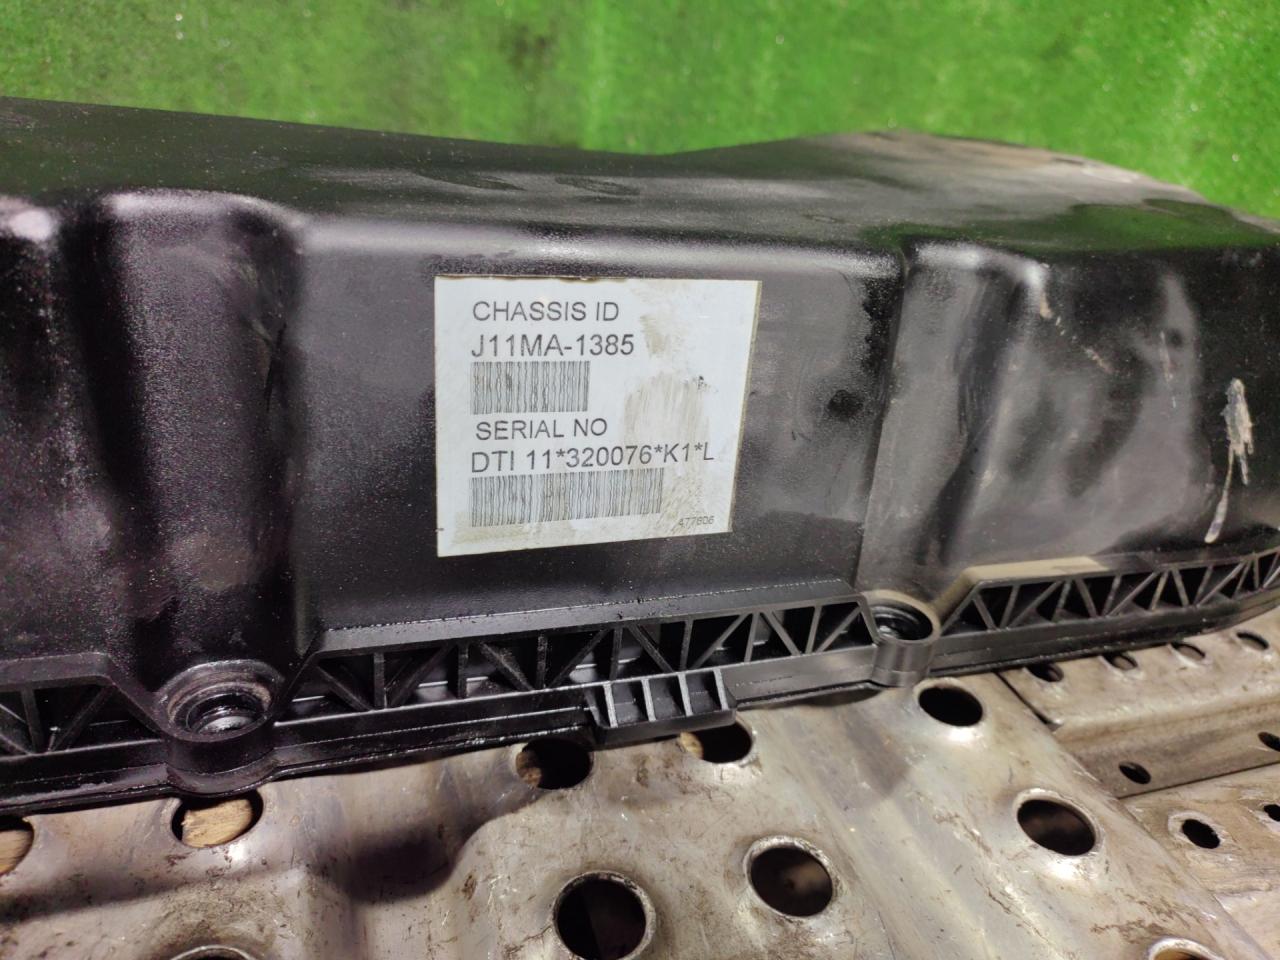 CHASSIS ID
J11MA-1385
SERIAL NO
DTI 11*320076*K1*L
477606